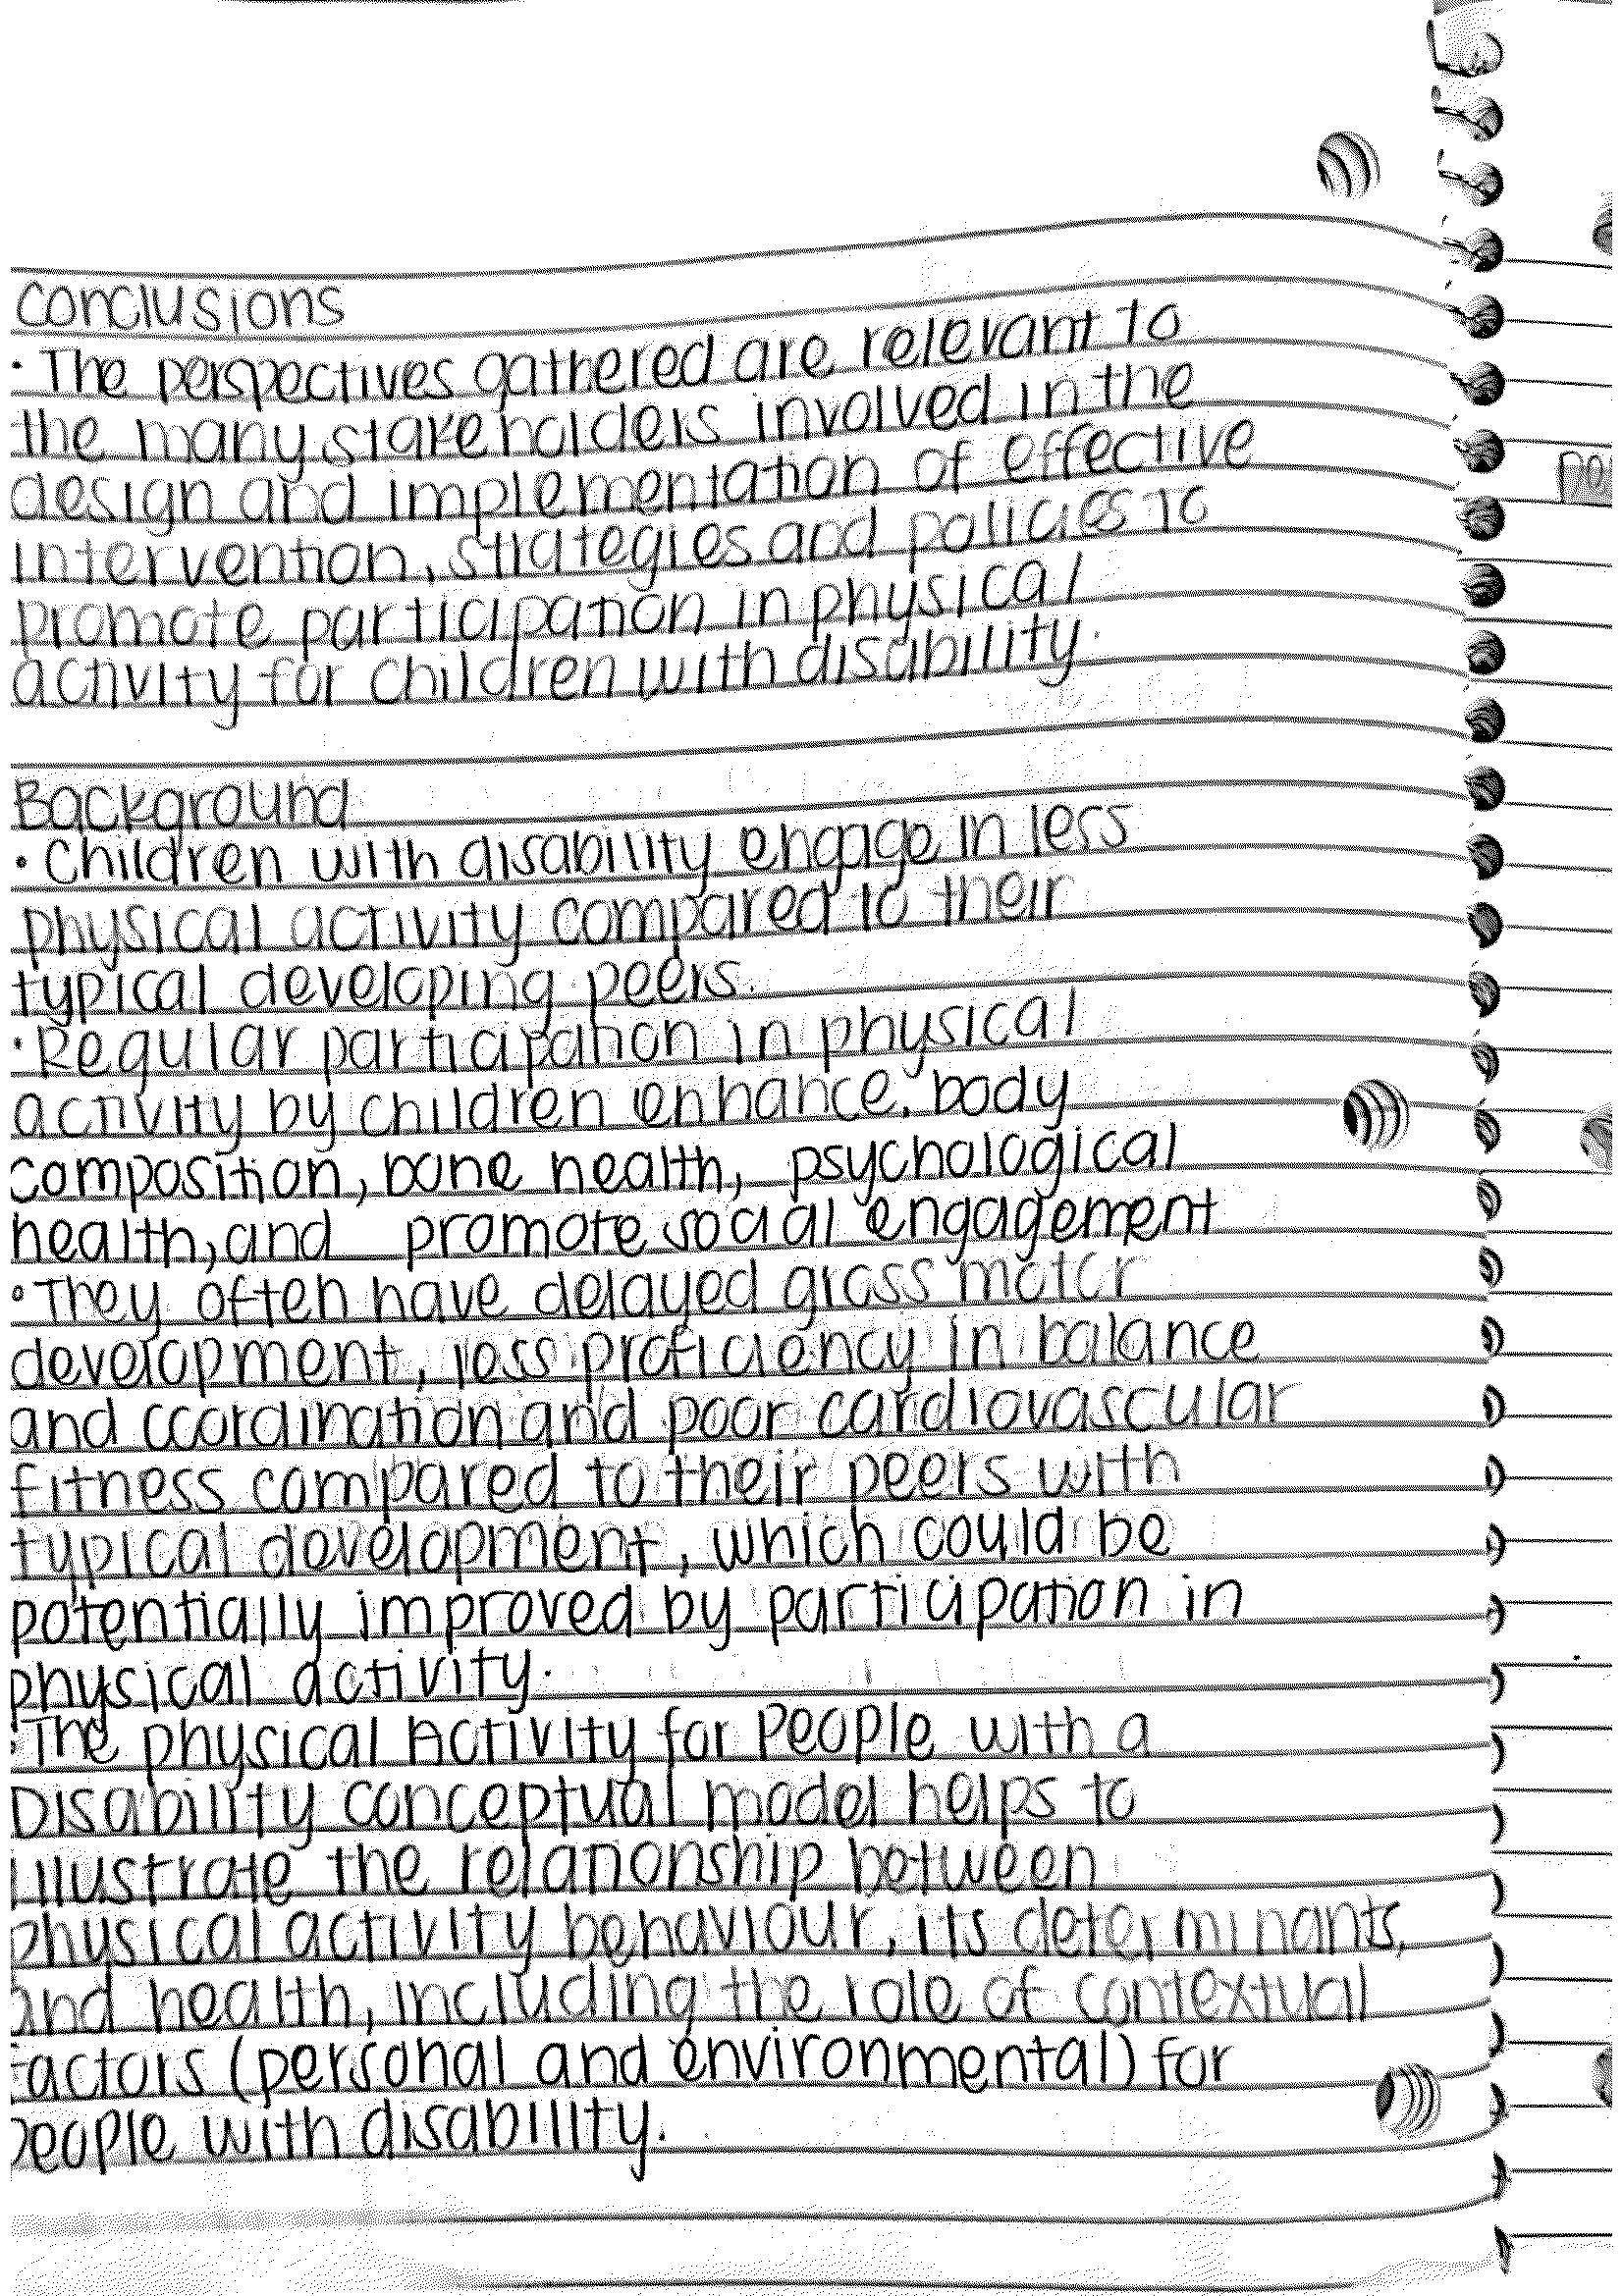 Conclusions
· The perspectives gathered are relevant to
the many stakeholders involved in the
design and implementation of effective
intervention, strategies and policies to
promote participation in physical
activity for children with disability.
Background
· Children with disability engage in less
physical activity compared to their
typical developing peers.
· Regular participation in physical
activity by children enhance, body
composition, bone health, psychological
health, and promote social engagement
· They often have delayed gross motor
development, less proficiency in balance
and coordination and poor cardiovascular
fitness compared to their peers with
typical development, which could be
potentially improved by participation in
physical activity.
· The physical Activity for People with a
Disability conceptual model helps to
illustrate the relationship between
physical activity behaviour, its determinants,
and health, including the role of contextual
factors (personal and environmental) for
people with disability.